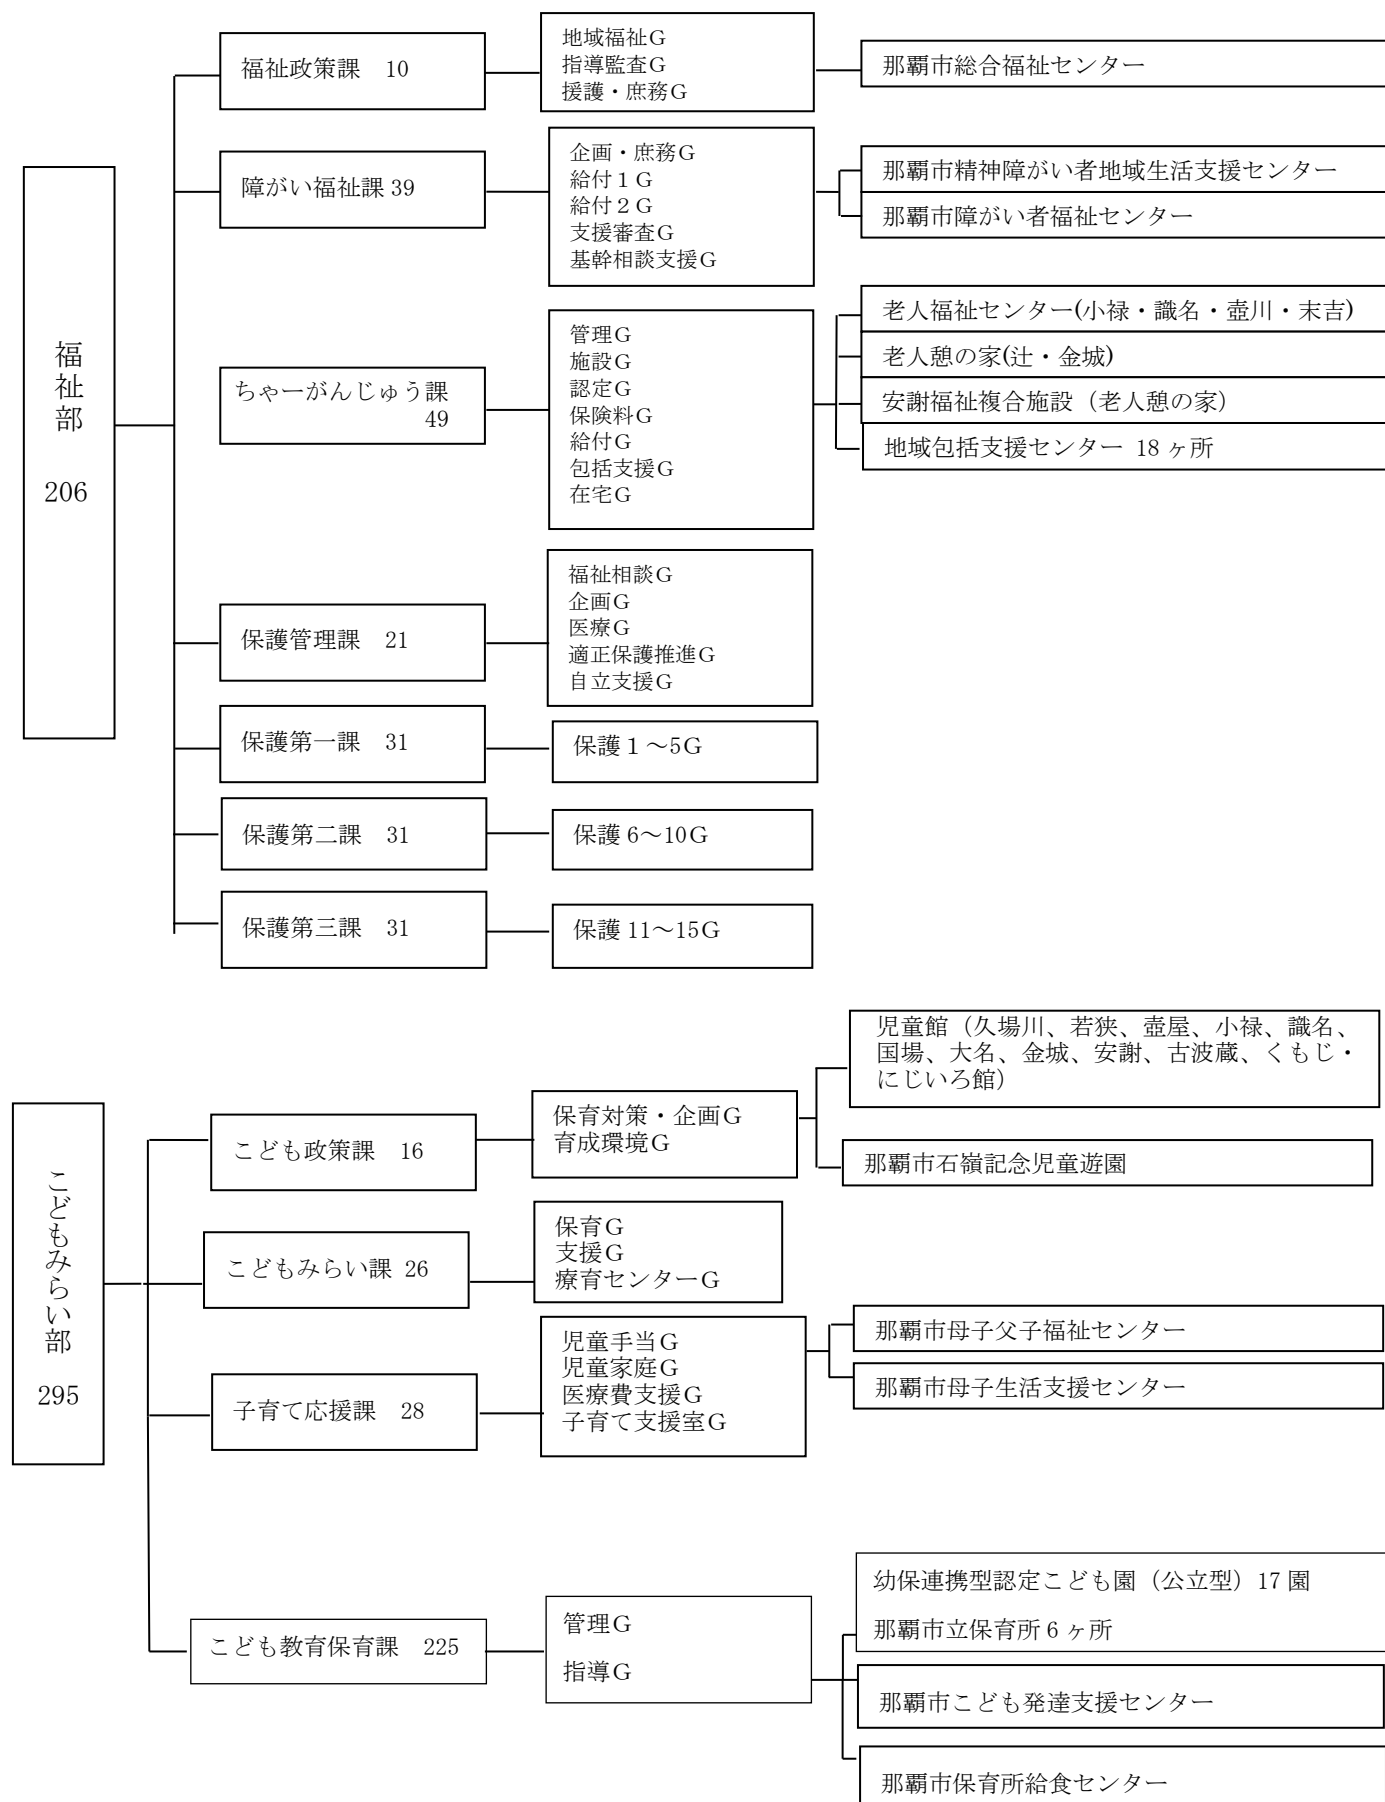 福祉部
206
福祉政策課 10
地域福祉G
指導監査G
援護・庶務G
那覇市総合福祉センター
障がい福祉課 39
企画・庶務G
給付1G
給付2G
支援審査G
基幹相談支援G
那覇市精神障がい者地域生活支援センター
那覇市障がい者福祉センター
ちゃーがんじゅう課
49
管理G
施設G
認定G
保険料G
給付G
包括支援G
在宅G
老人福祉センター(小禄・識名・壺川・末吉)
老人憩の家(辻・金城)
安謝福祉複合施設（老人憩の家）
地域包括支援センター 18ヶ所
保護管理課 21
福祉相談G
企画G
医療G
適正保護推進G
自立支援G
保護第一課 31
保護1～5G
保護第二課 31
保護6～10G
保護第三課 31
保護11～15G
こどもみらい部
295
こども政策課 16
保育対策・企画G
育成環境G
児童館（久場川、若狭、壺屋、小禄、識名、
国場、大名、金城、安謝、古波蔵、くもじ・
にじいろ館）
那覇市石嶺記念児童遊園
こどもみらい課 26
保育G
支援G
療育センターG
子育て応援課 28
児童手当G
児童家庭G
医療費支援G
子育て支援室G
那覇市母子父子福祉センター
那覇市母子生活支援センター
こども教育保育課 225
管理G
指導G
幼保連携型認定こども園（公立型）17園
那覇市立保育所6ヶ所
那覇市こども発達支援センター
那覇市保育所給食センター